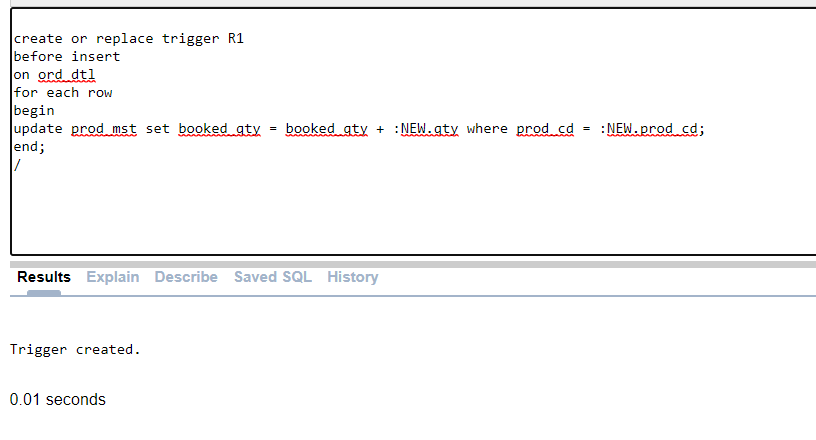 create or replace trigger R1
before insert
on ord_dtl
for each row
begin
update prod_mst set booked_qty = booked_qty + :NEW.qty where prod_cd = :NEW.prod_cd;
end;
/
Results Explain Describe Saved SQL History
Trigger created.
0.01 seconds